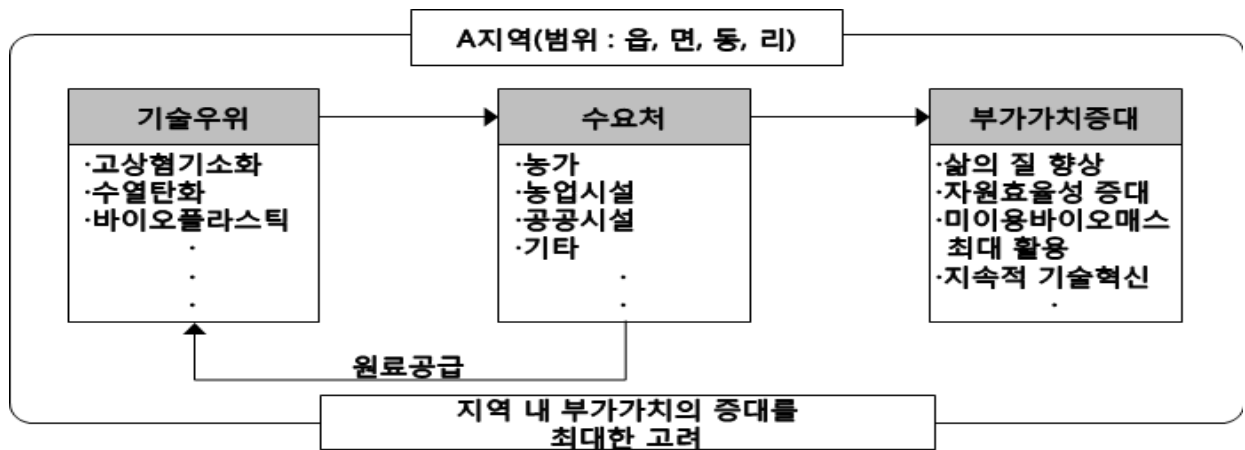 A지역(범위 : 읍, 면, 동, 리)
기술우위
·고상혐기소화
·수열탄화
·바이오플라스틱
·
·
·
수요처
·농가
·농업시설
·공공시설
·기타
·
·
부가가치증대
·삶의 질 향상
·자원효율성 증대
·미이용바이오매스
최대 활용
·지속적 기술혁신
·
원료공급
지역 내 부가가치의 증대를
최대한 고려